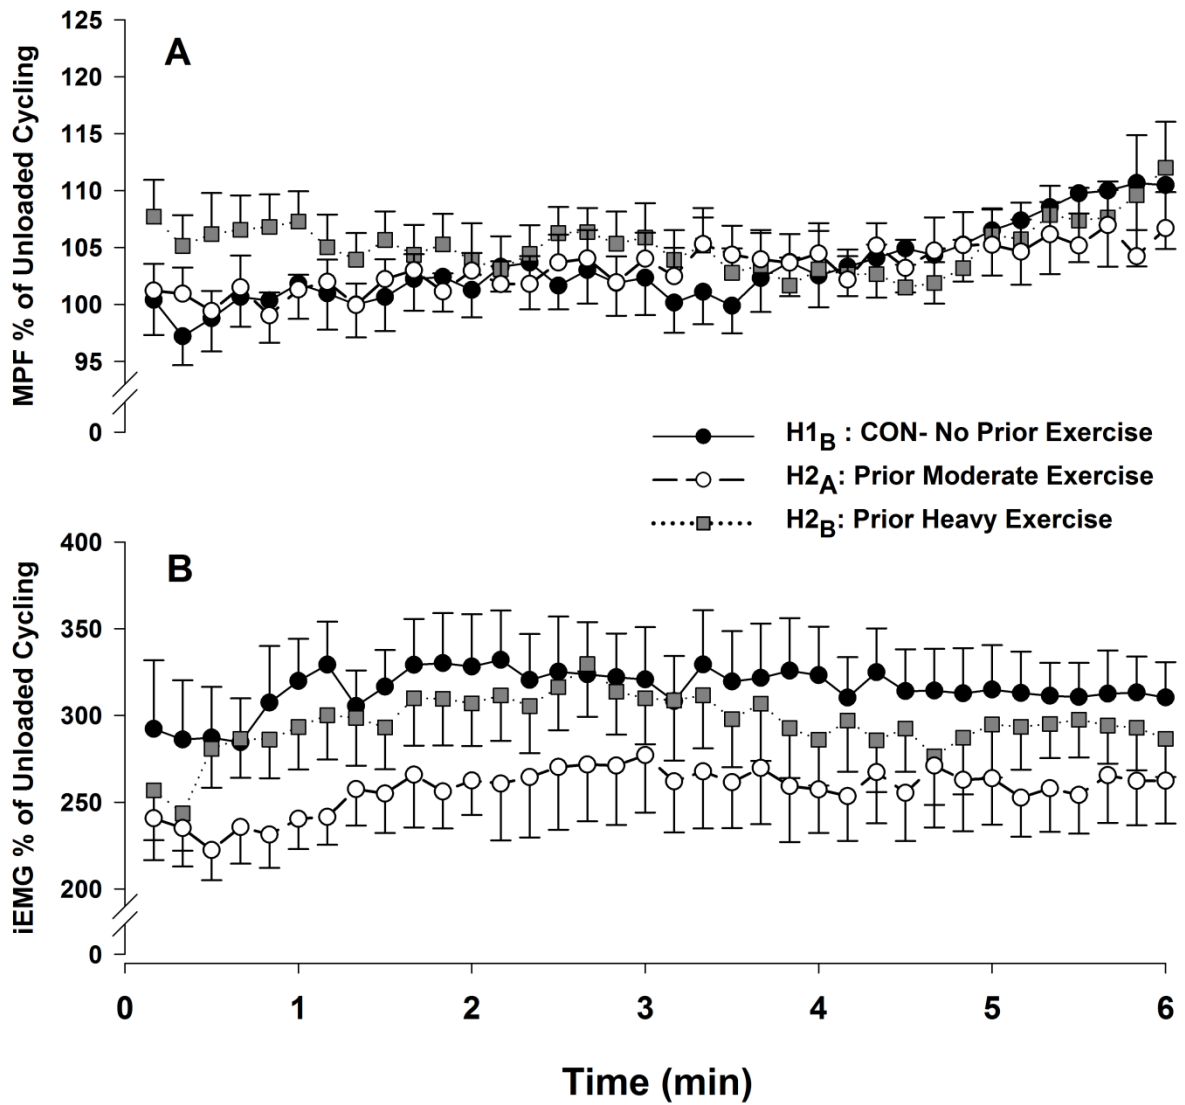 MPF % of Unloaded Cycling
A
125
120
115
110
105
100
95
0
H1B : CON- No Prior Exercise
H2A: Prior Moderate Exercise
H2B: Prior Heavy Exercise
iEMG % of Unloaded Cycling
B
400
350
300
250
200
0
0 1 2 3 4 5 6
Time (min)